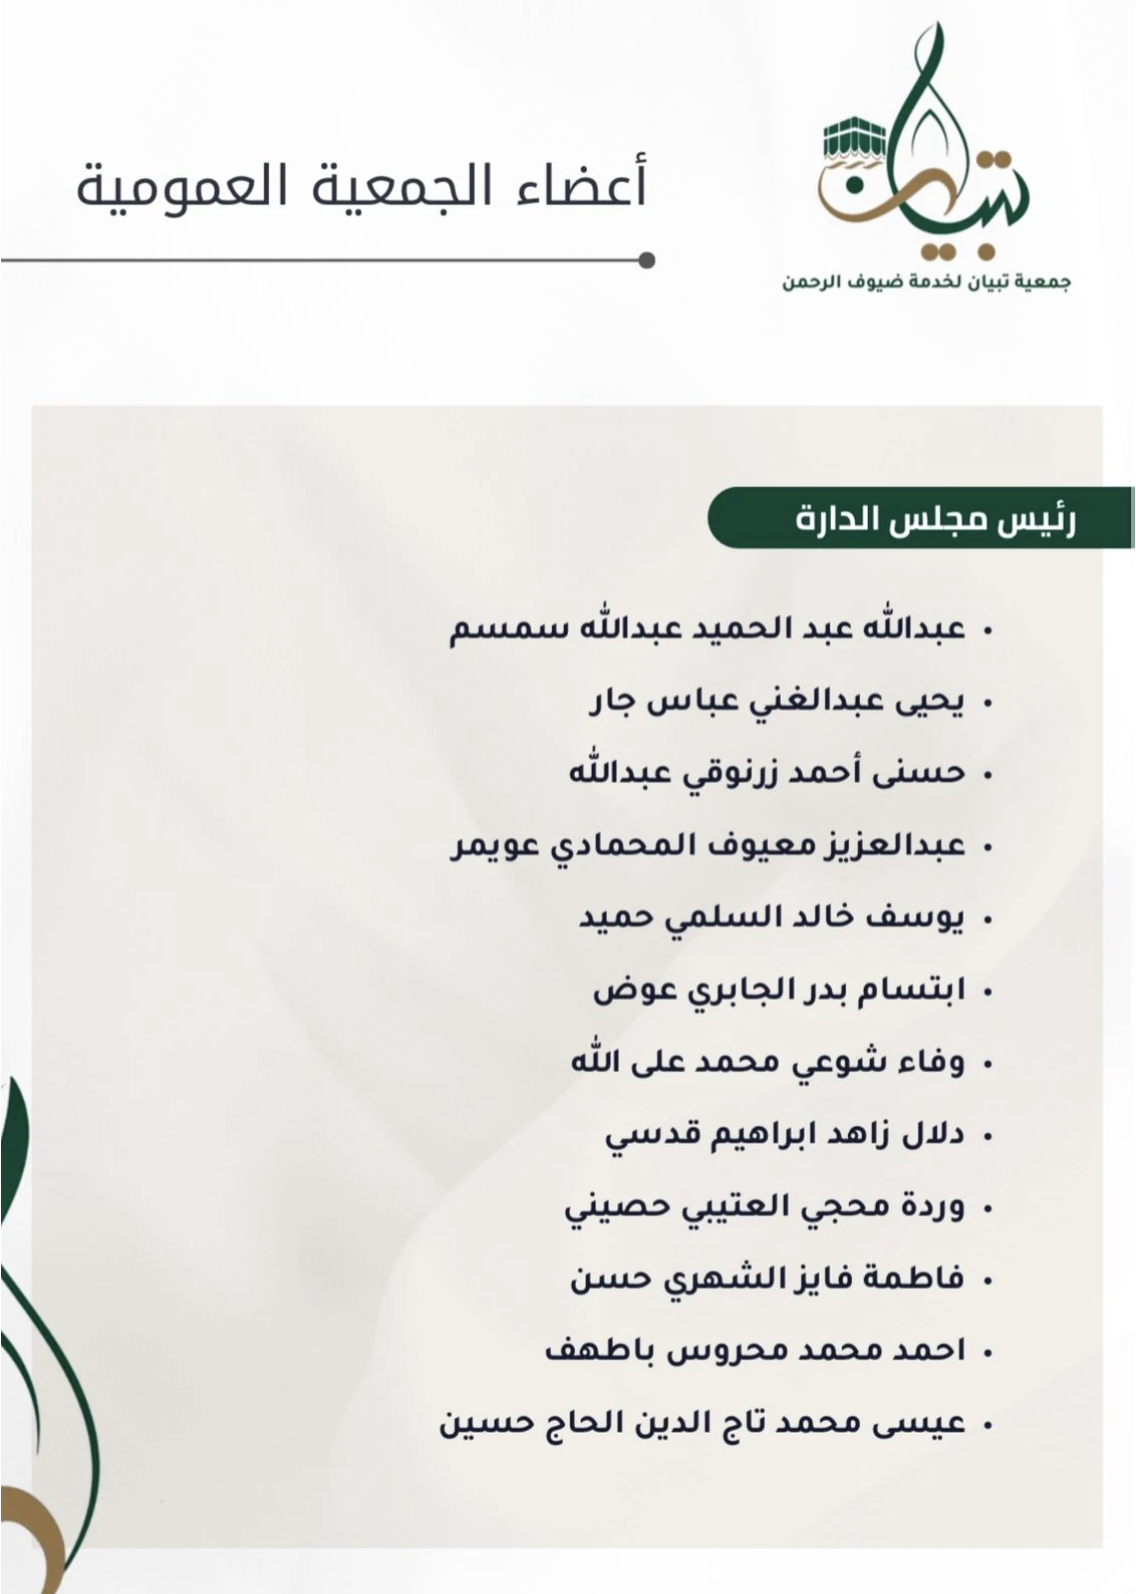 تبيان
جمعية تبيان لخدمة ضيوف الرحمن
أعضاء الجمعية العمومية
رئيس مجلس الدارة
• عبدالله عبد الحميد عبدالله سمسم
• يحيى عبدالغني عباس جار
• حسنى أحمد زرنوقي عبدالله
• عبدالعزيز معيوف المحمادي عويمر
• يوسف خالد السلمي حميد
• ابتسام بدر الجابري عوض
• وفاء شوعي محمد على الله
• دلال زاهد ابراهيم قدسي
• وردة محجي العتيبي حصيني
• فاطمة فايز الشهري حسن
• احمد محمد محروس باطهف
• عيسى محمد تاج الدين الحاج حسين